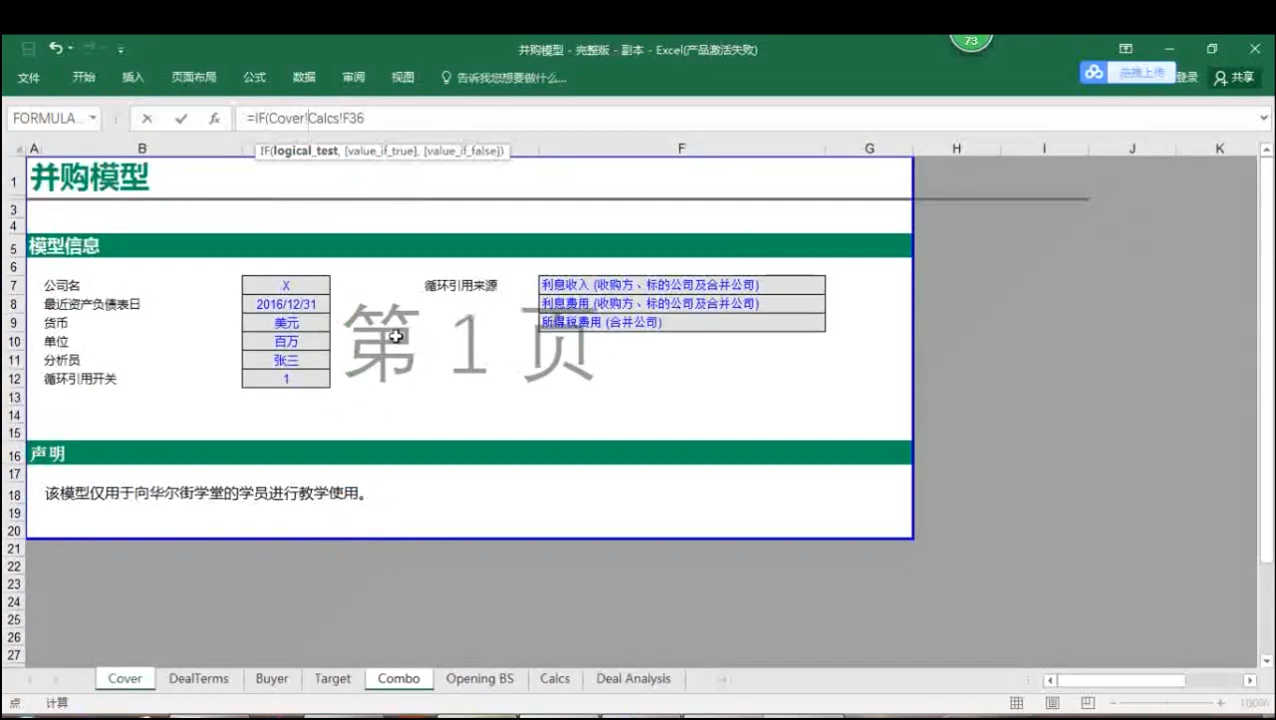 并购模型 - 完整版 - 副本 - Excel(产品激活失败)
73
文件 开始 插入 页面布局 公式 数据 审阅 视图 告诉我您想要做什么... 拖拽上传 登录 共享
FORMULA... fx =IF(Cover!Calcs!F36
IF(logical_test, [value_if_true], [value_if_false])
A B F G H I J K
1 并购模型
3
4
5 模型信息
6
7 公司名 X 循环引用来源 利息收入 (收购方、标的公司及合并公司)
8 最近资产负债表日 2016/12/31 利息费用 (收购方、标的公司及合并公司)
9 货币 美元 所得税费用 (合并公司)
10 单位 百万
第 1 页
11 分析员 张三
12 循环引用开关 1
13
14
15
16 声明
17
18 该模型仅用于向华尔街学堂的学员进行教学使用。
19
20
21
22
23
24
25
26
27
Cover DealTerms Buyer Target Combo Opening BS Calcs Deal Analysis
点 计算 100%